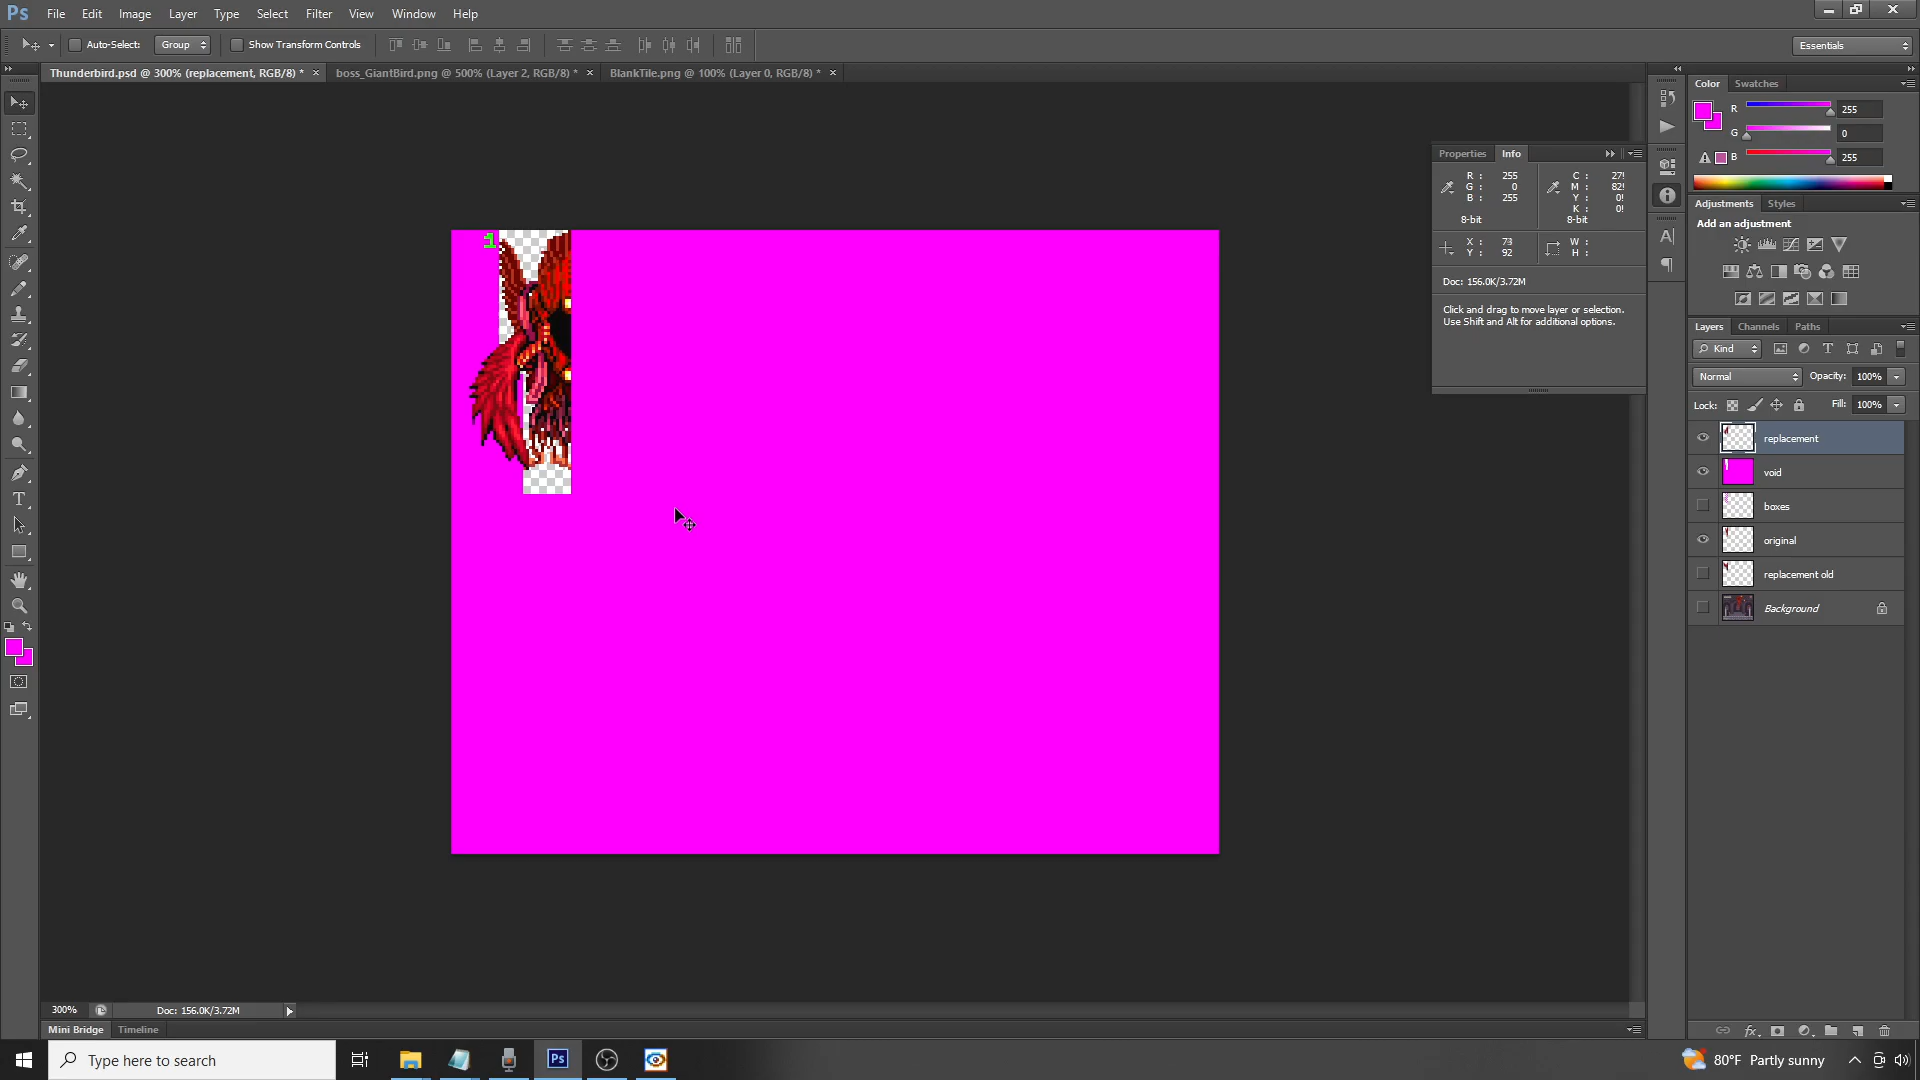 Ps File Edit Image Layer Type Select Filter View Window Help
Auto-Select: Group Show Transform Controls Essentials
Thunderbird.psd @ 300% (replacement, RGB/8) * boss_GiantBird.png @ 500% (Layer 2, RGB/8) * BlankTile.png @ 100% (Layer 0, RGB/8) *
Color Swatches
R 255
G 0
B 255
Properties Info
R : 255 C : 27!
G : 0 M : 82!
B : 255 Y : 0!
K : 0!
8-bit 8-bit
X : 73 W :
Y : 92 H :
Doc: 156.0K/3.72M
Click and drag to move layer or selection.
Use Shift and Alt for additional options.
Adjustments Styles
Add an adjustment
Layers Channels Paths
Kind
Normal Opacity: 100%
Lock: Fill: 100%
replacement
void
boxes
original
replacement old
Background
1
300% Doc: 156.0K/3.72M
Mini Bridge Timeline
Type here to search
Ps
80°F Partly sunny